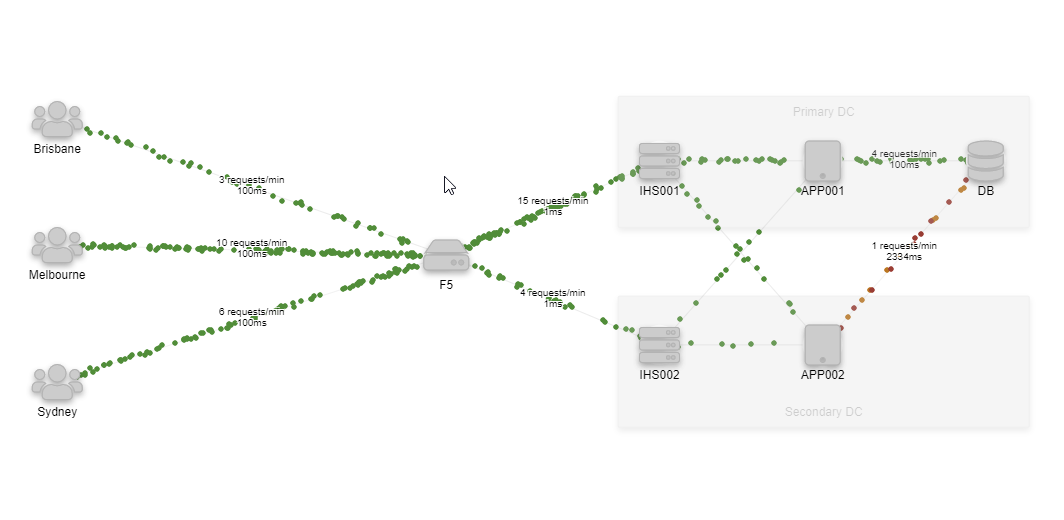 Primary DC
Brisbane
3 requests/min
100ms
Melbourne
10 requests/min
100ms
Sydney
6 requests/min
100ms
F5
15 requests/min
1ms
4 requests/min
1ms
IHS001
APP001
4 requests/min
100ms
DB
1 requests/min
2334ms
IHS002
APP002
Secondary DC